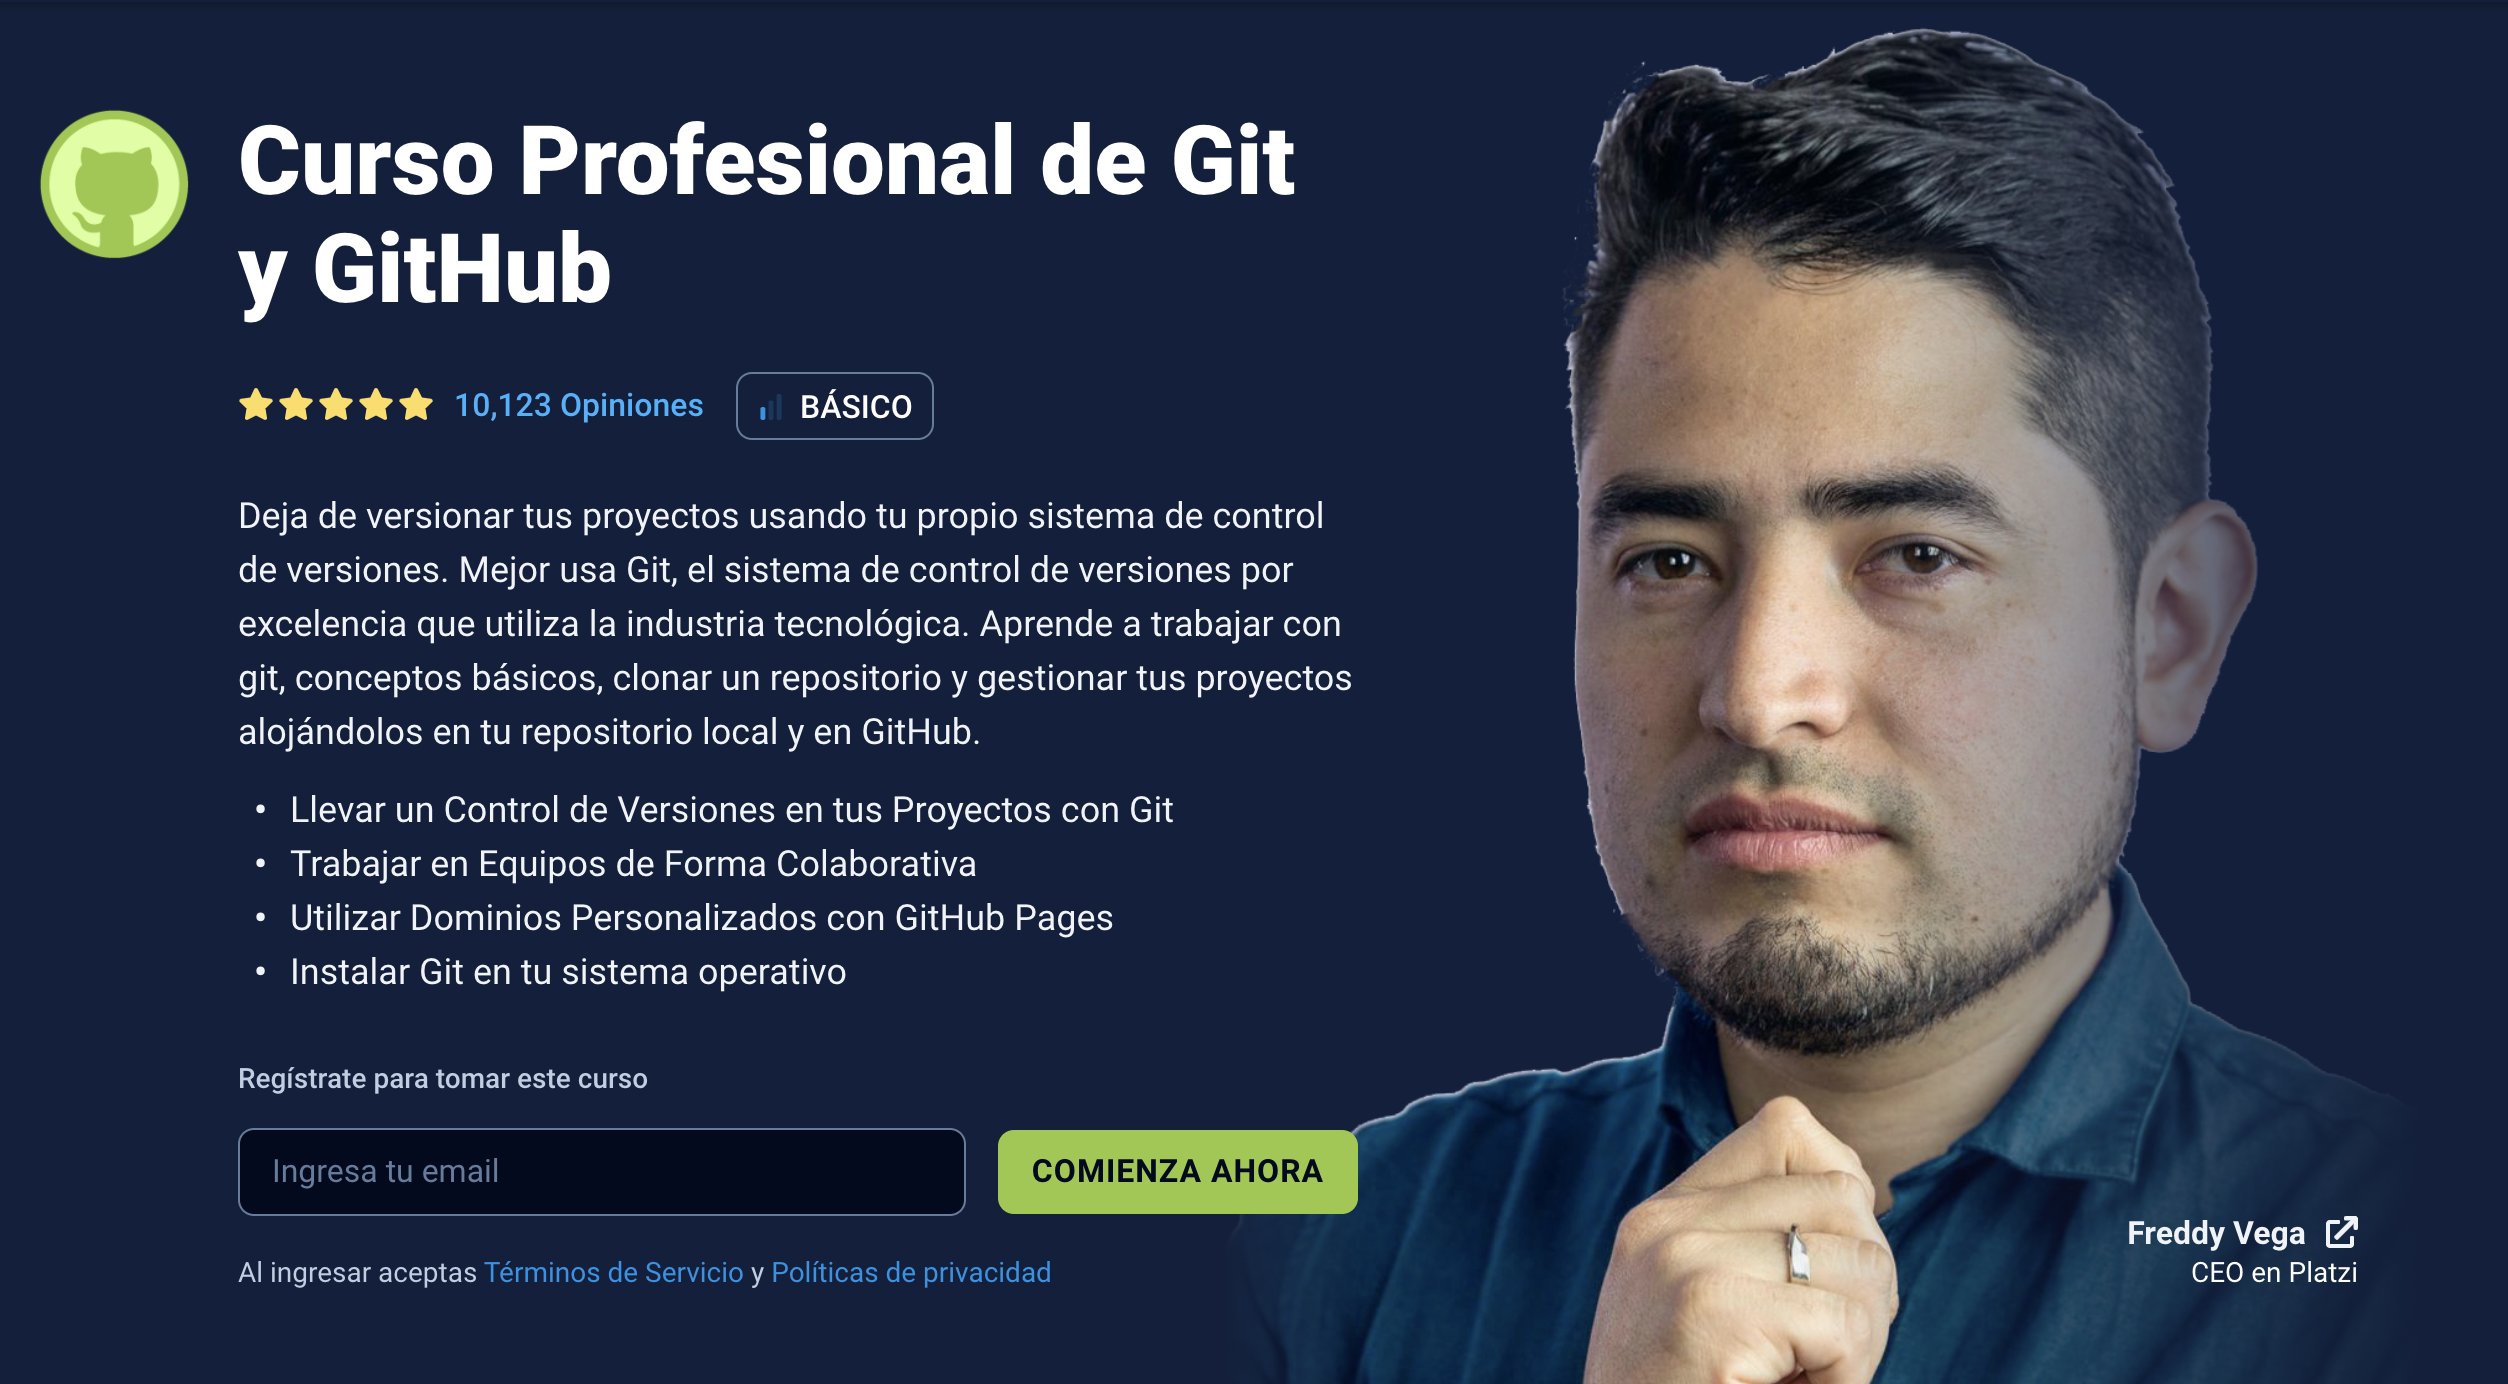 Curso Profesional de Git
y GitHub
10,123 Opiniones
BÁSICO
Deja de versionar tus proyectos usando tu propio sistema de control
de versiones. Mejor usa Git, el sistema de control de versiones por
excelencia que utiliza la industria tecnológica. Aprende a trabajar con
git, conceptos básicos, clonar un repositorio y gestionar tus proyectos
alojándolos en tu repositorio local y en GitHub.
• Llevar un Control de Versiones en tus Proyectos con Git
• Trabajar en Equipos de Forma Colaborativa
• Utilizar Dominios Personalizados con GitHub Pages
• Instalar Git en tu sistema operativo
Regístrate para tomar este curso
Ingresa tu email
COMIENZA AHORA
Al ingresar aceptas Términos de Servicio y Políticas de privacidad
Freddy Vega
CEO en Platzi